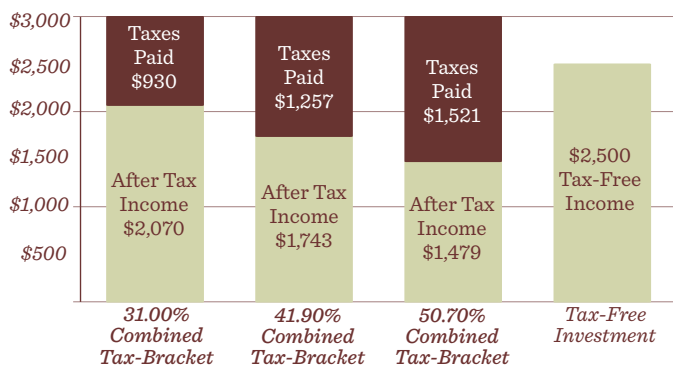 $3,000
$2,500
$2,000
$1,500
$1,000
$500
Taxes
Paid
$930
After Tax
Income
$2,070
Taxes
Paid
$1,257
After Tax
Income
$1,743
Taxes
Paid
$1,521
After Tax
Income
$1,479
$2,500
Tax-Free
Income
31.00%
Combined
Tax-Bracket
41.90%
Combined
Tax-Bracket
50.70%
Combined
Tax-Bracket
Tax-Free
Investment